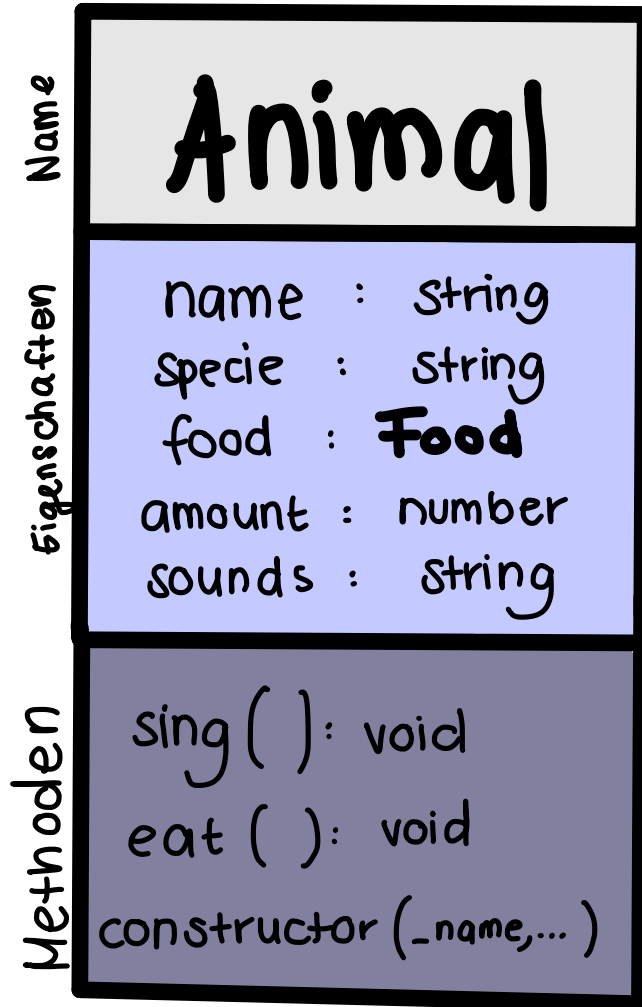 Name
Animal
Eigenschaften
name : string
specie : string
food : Food
amount : number
sounds : string
Methoden
sing ( ) : void
eat ( ) : void
constructor (_name,... )